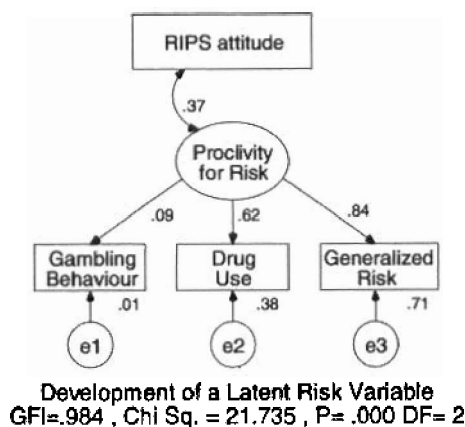 RIPS attitude
.37
Proclivity
for Risk
.09 .62 .84
Gambling
Behaviour
Drug
Use
Generalized
Risk
.01 .38 .71
e1 e2 e3
Development of a Latent Risk Variable
GFI=.984 , Chi Sq. = 21.735 , P= .000 DF= 2